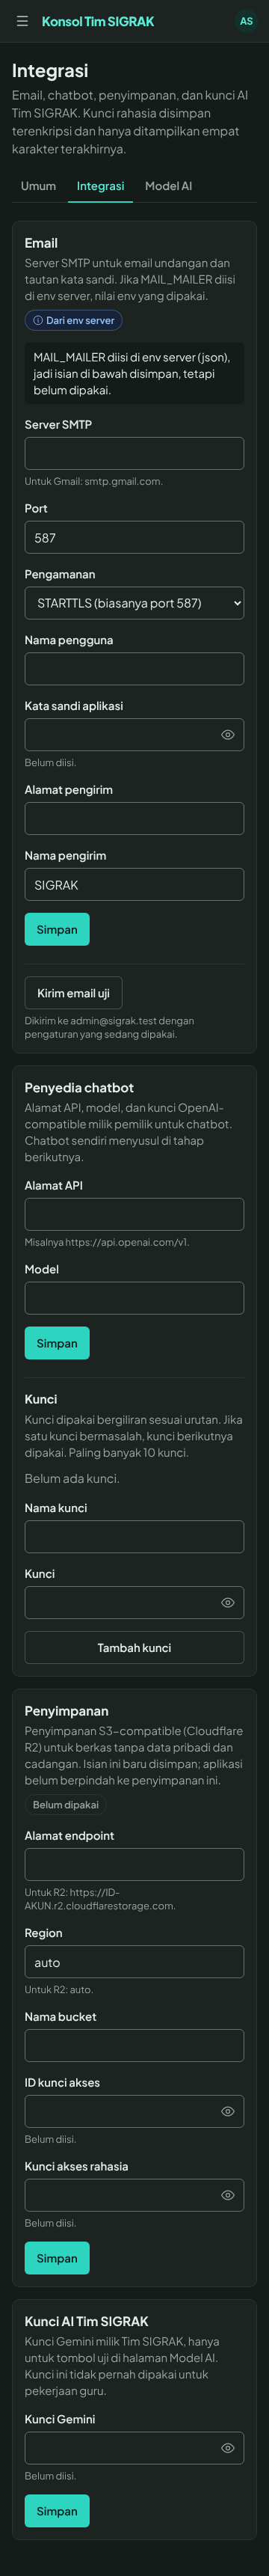 Konsol Tim SIGRAK
AS
Integrasi
Email, chatbot, penyimpanan, dan kunci AI
Tim SIGRAK. Kunci rahasia disimpan
terenkripsi dan hanya ditampilkan empat
karakter terakhirnya.
Umum
Integrasi
Model AI
Email
Server SMTP untuk email undangan dan
tautan kata sandi. Jika MAIL_MAILER diisi
di env server, nilai env yang dipakai.
Dari env server
MAIL_MAILER diisi di env server (json),
jadi isian di bawah disimpan, tetapi
belum dipakai.
Server SMTP
Untuk Gmail: smtp.gmail.com.
Port
587
Pengamanan
STARTTLS (biasanya port 587)
Nama pengguna
Kata sandi aplikasi
Belum diisi.
Alamat pengirim
Nama pengirim
SIGRAK
Simpan
Kirim email uji
Dikirim ke admin@sigrak.test dengan
pengaturan yang sedang dipakai.
Penyedia chatbot
Alamat API, model, dan kunci OpenAI-
compatible milik pemilik untuk chatbot.
Chatbot sendiri menyusul di tahap
berikutnya.
Alamat API
Misalnya https://api.openai.com/v1.
Model
Simpan
Kunci
Kunci dipakai bergiliran sesuai urutan. Jika
satu kunci bermasalah, kunci berikutnya
dipakai. Paling banyak 10 kunci.
Belum ada kunci.
Nama kunci
Kunci
Tambah kunci
Penyimpanan
Penyimpanan S3-compatible (Cloudflare
R2) untuk berkas tanpa data pribadi dan
cadangan. Isian ini baru disimpan; aplikasi
belum berpindah ke penyimpanan ini.
Belum dipakai
Alamat endpoint
Untuk R2: https://ID-
AKUN.r2.cloudflarestorage.com.
Region
auto
Untuk R2: auto.
Nama bucket
ID kunci akses
Belum diisi.
Kunci akses rahasia
Belum diisi.
Simpan
Kunci AI Tim SIGRAK
Kunci Gemini milik Tim SIGRAK, hanya
untuk tombol uji di halaman Model AI.
Kunci ini tidak pernah dipakai untuk
pekerjaan guru.
Kunci Gemini
Belum diisi.
Simpan